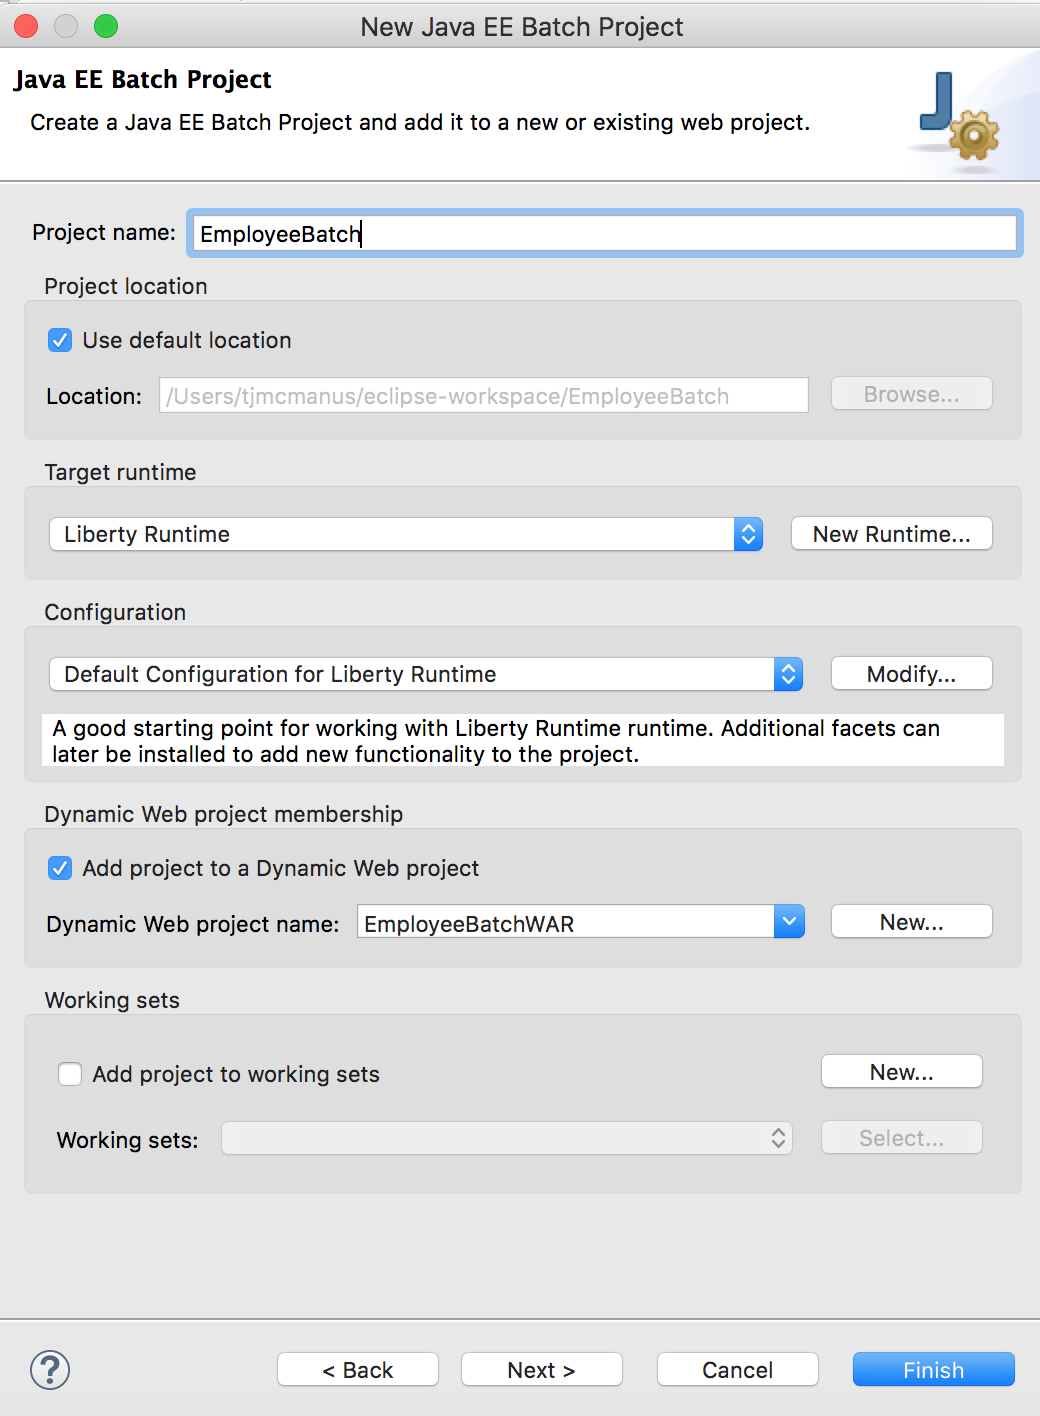 New Java EE Batch Project
Java EE Batch Project
Create a Java EE Batch Project and add it to a new or existing web project.
Project name: EmployeeBatch
Project location
Use default location
Location: /Users/tjmcmanus/eclipse-workspace/EmployeeBatch Browse...
Target runtime
Liberty Runtime New Runtime...
Configuration
Default Configuration for Liberty Runtime Modify...
A good starting point for working with Liberty Runtime runtime. Additional facets can
later be installed to add new functionality to the project.
Dynamic Web project membership
Add project to a Dynamic Web project
Dynamic Web project name: EmployeeBatchWAR New...
Working sets
Add project to working sets New...
Working sets: Select...
? < Back Next > Cancel Finish